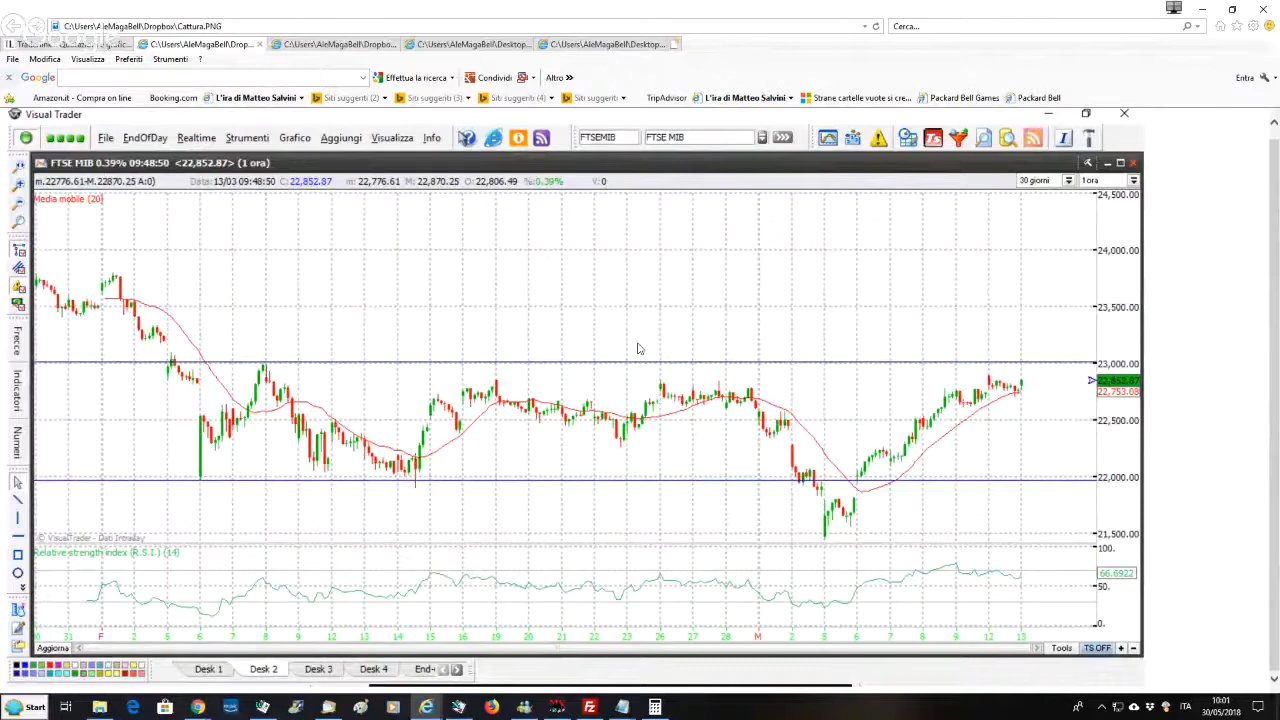 C:\Users\AleMagaBell\Dropbox\Cattura.PNG
Cerca...
C:\Users\AleMagaBell\Drop...
C:\Users\AleMagaBell\Dropbo...
C:\Users\AleMagaBell\Desktop...
C:\Users\AleMagaBell\Desktop...
File Modifica Visualizza Preferiti Strumenti ?
Google Effettua la ricerca Condividi Altro Entra
Amazon.it - Compra on line Booking.com L'ira di Matteo Salvini Siti suggeriti (2) Siti suggeriti (3) Siti suggeriti (4) Siti suggeriti TripAdvisor L'ira di Matteo Salvini Strane cartelle vuote si cre... Packard Bell Games Packard Bell
Visual Trader
File EndOfDay Realtime Strumenti Grafico Aggiungi Visualizza Info FTSEMIB FTSE MIB
FTSE MIB 0.39% 09:48:50 <22,852.87> (1 ora)
m.22776.61-M.22870.25 A:0) Data: 13/03 09:48:50 C: 22,852.87 m: 22,776.61 M: 22,870.25 O: 22,806.49 %: 0.39% V: 0 30 giorni 1 ora
Media mobile (20)
24,500.00
24,000.00
23,500.00
23,000.00
22,852.87
22,753.08
22,500.00
22,000.00
21,500.00
Frecce
Indicatori
Numeri
© VisualTrader - Dati Intraday
Relative strength index (R.S.I.) (14)
100.
66.6922
50.
0.
31 F 2 5 6 7 8 9 12 13 14 15 16 19 20 21 22 23 26 27 28 M 2 5 6 7 8 9 12 13
Aggiorna Tools TS OFF
Desk 1 Desk 2 Desk 3 Desk 4 End
Start ITA 10:01
30/05/2018